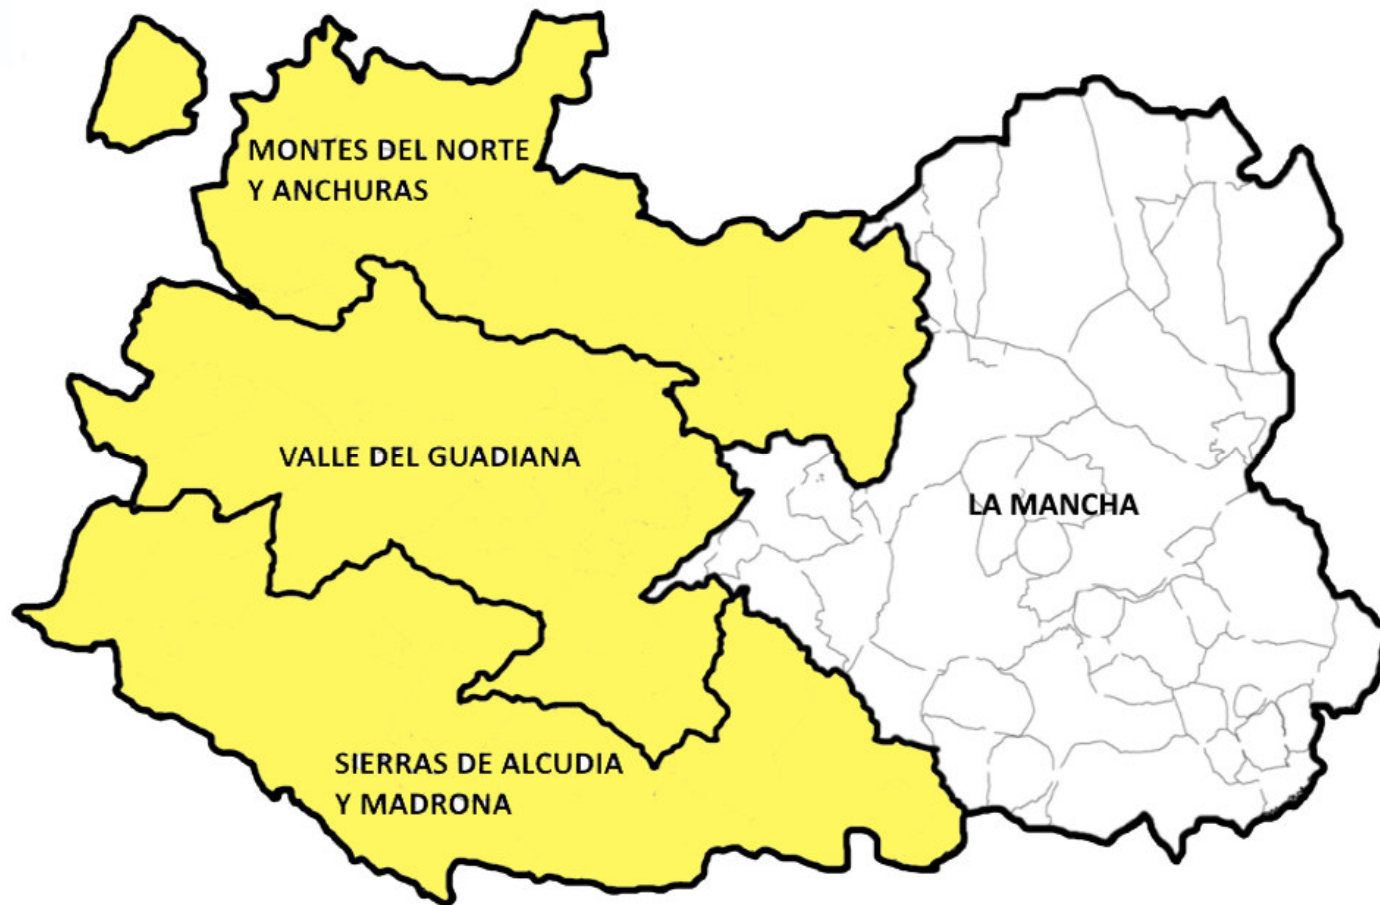 MONTES DEL NORTE
Y ANCHURAS
VALLE DEL GUADIANA
LA MANCHA
SIERRAS DE ALCUDIA
Y MADRONA